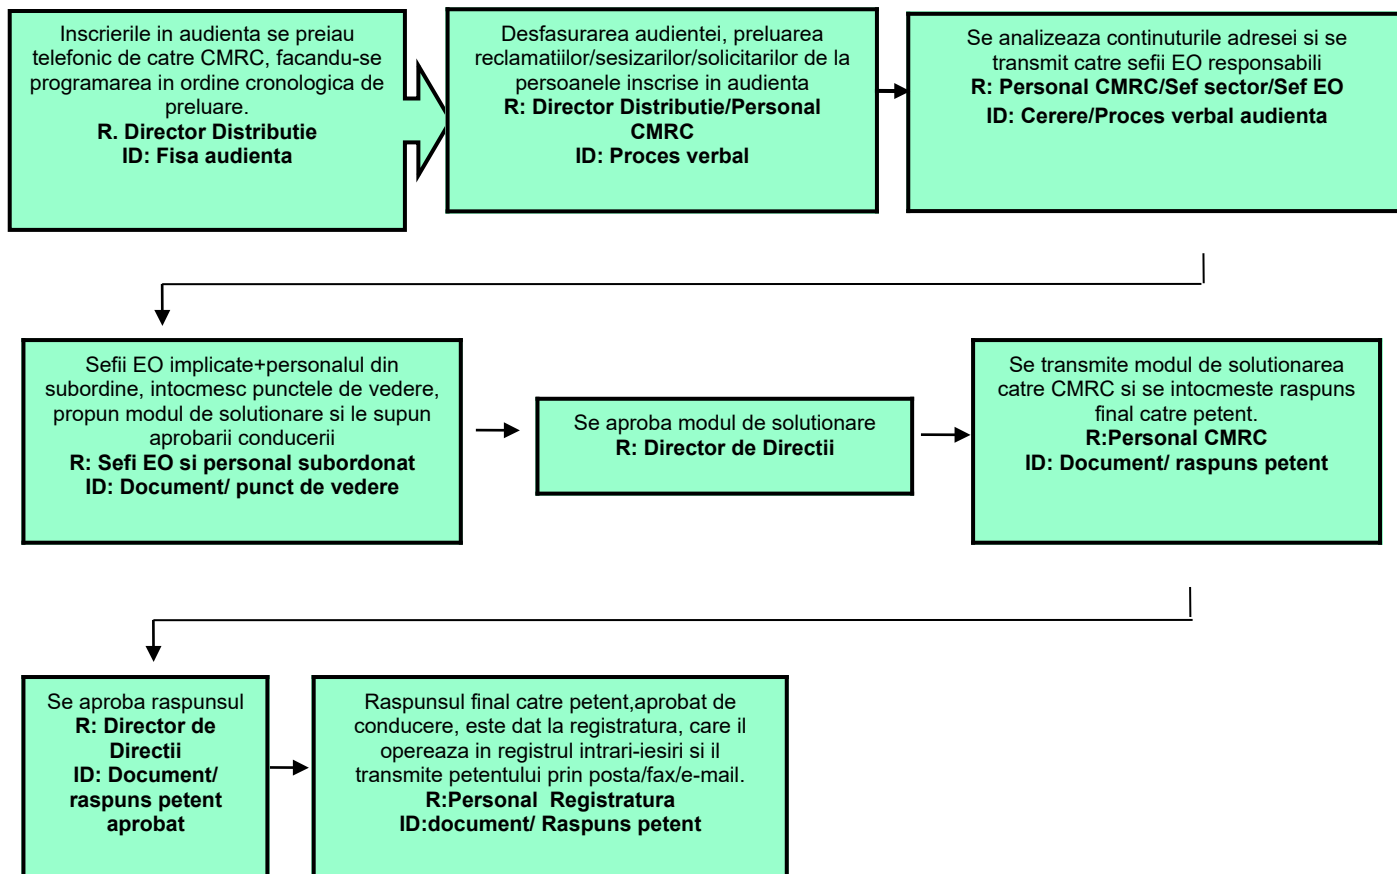 Inscrierile in audienta se preiau
telefonic de catre CMRC, facandu-se
programarea in ordine cronologica de
preluare.
R. Director Distributie
ID: Fisa audienta
Desfasurarea audientei, preluarea
reclamatiilor/sesizarilor/solicitarilor de la
persoanele inscrise in audienta
R: Director Distributie/Personal
CMRC
ID: Proces verbal
Se analizeaza continuturile adresei si se
transmit catre sefii EO responsabili
R: Personal CMRC/Sef sector/Sef EO
ID: Cerere/Proces verbal audienta
Sefii EO implicate+personalul din
subordine, intocmesc punctele de vedere,
propun modul de solutionare si le supun
aprobarii conducerii
R: Sefi EO si personal subordonat
ID: Document/ punct de vedere
Se aproba modul de solutionare
R: Director de Directii
Se transmite modul de solutionarea
catre CMRC si se intocmeste raspuns
final catre petent.
R:Personal CMRC
ID: Document/ raspuns petent
Se aproba raspunsul
R: Director de
Directii
ID: Document/
raspuns petent
aprobat
Raspunsul final catre petent,aprobat de
conducere, este dat la registratura, care il
opereaza in registrul intrari-iesiri si il
transmite petentului prin posta/fax/e-mail.
R:Personal  Registratura
ID:document/ Raspuns petent